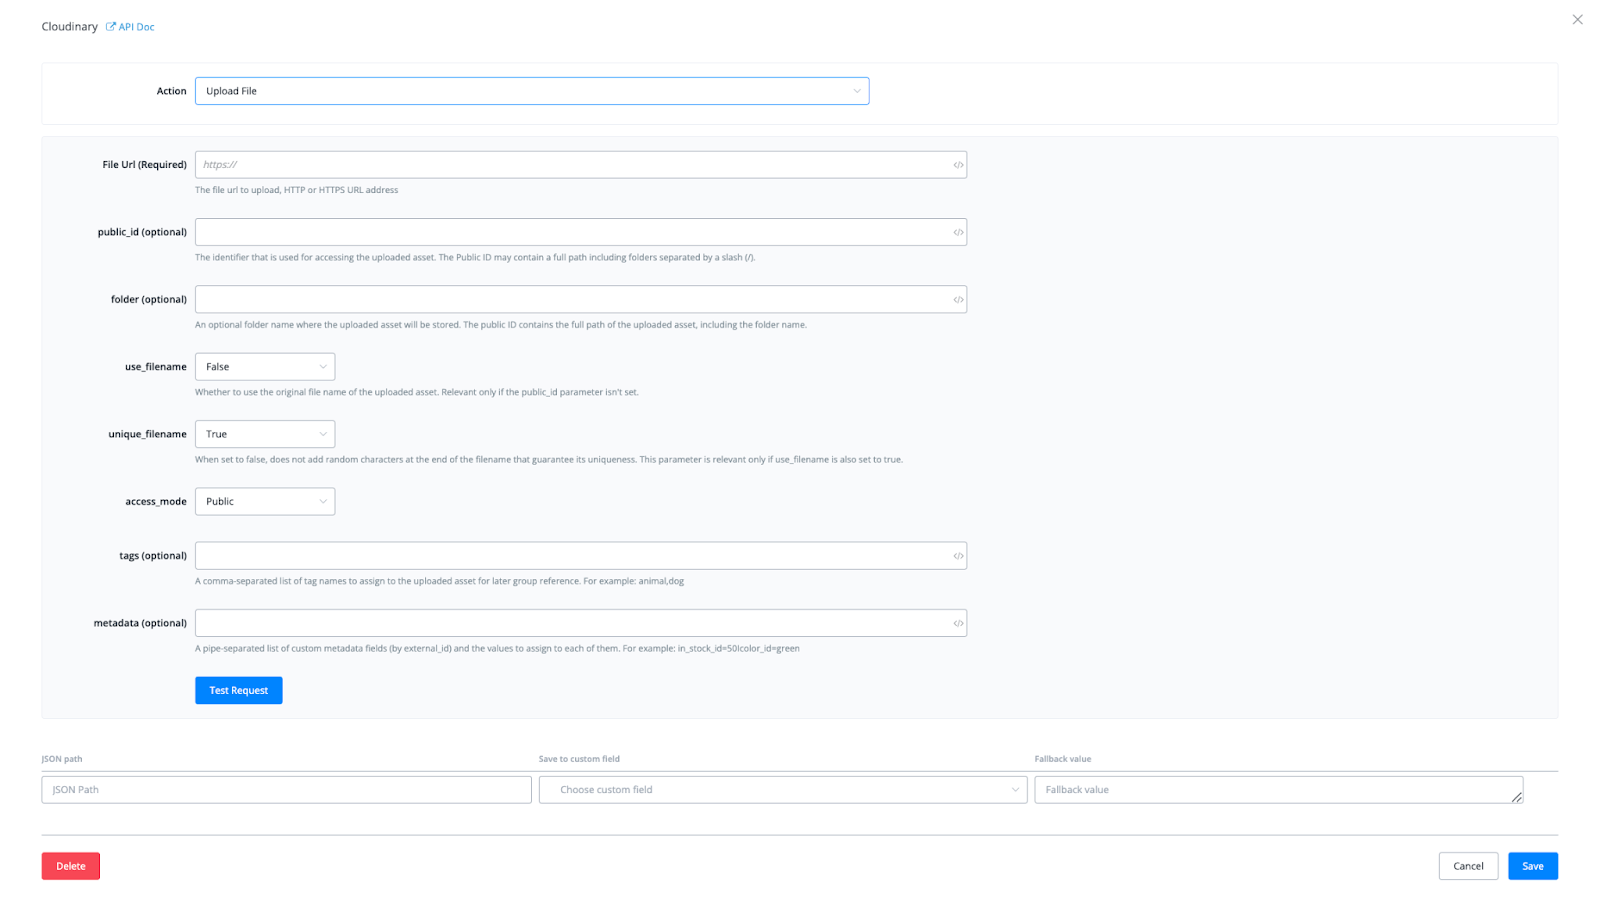 Cloudinary API Doc
Action Upload File
File Url (Required) https:// </>
The file url to upload, HTTP or HTTPS URL address
public_id (optional) </>
The identifier that is used for accessing the uploaded asset. The Public ID may contain a full path including folders separated by a slash (/).
folder (optional) </>
An optional folder name where the uploaded asset will be stored. The public ID contains the full path of the uploaded asset, including the folder name.
use_filename False
Whether to use the original file name of the uploaded asset. Relevant only if the public_id parameter isn't set.
unique_filename True
When set to false, does not add random characters at the end of the filename that guarantee its uniqueness. This parameter is relevant only if use_filename is also set to true.
access_mode Public
tags (optional) </>
A comma-separated list of tag names to assign to the uploaded asset for later group reference. For example: animal,dog
metadata (optional) </>
A pipe-separated list of custom metadata fields (by external_id) and the values to assign to each of them. For example: in_stock_id=50|color_id=green
Test Request
JSON path Save to custom field Fallback value
JSON Path Choose custom field Fallback value
Delete Cancel Save